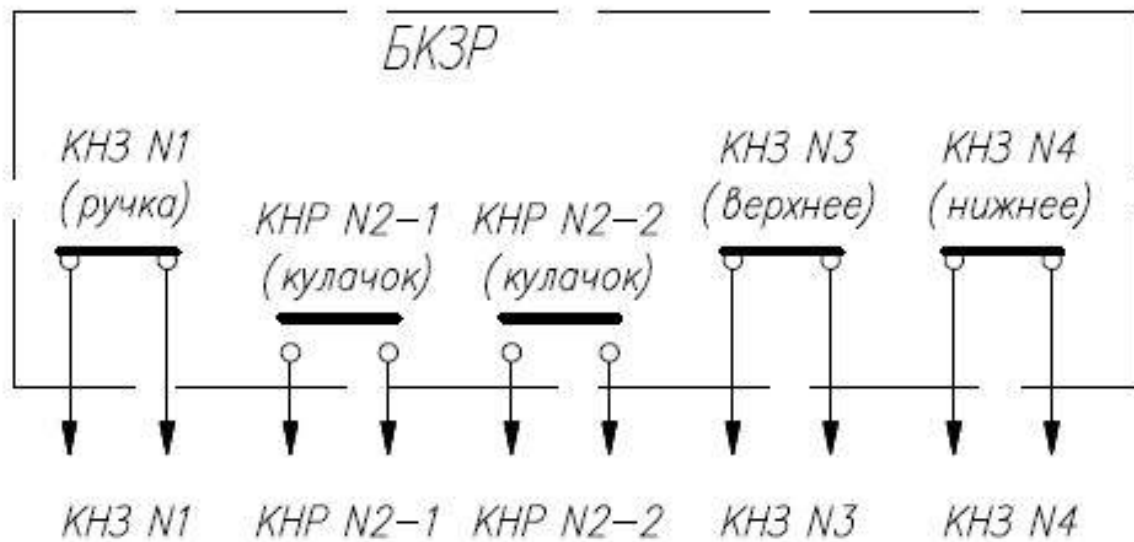 БКЗР
КНЗ N1
(ручка)
КНР N2-1
(кулачок)
КНР N2-2
(кулачок)
КНЗ N3
(верхнее)
КНЗ N4
(нижнее)
КНЗ N1 КНР N2-1 КНР N2-2 КНЗ N3 КНЗ N4